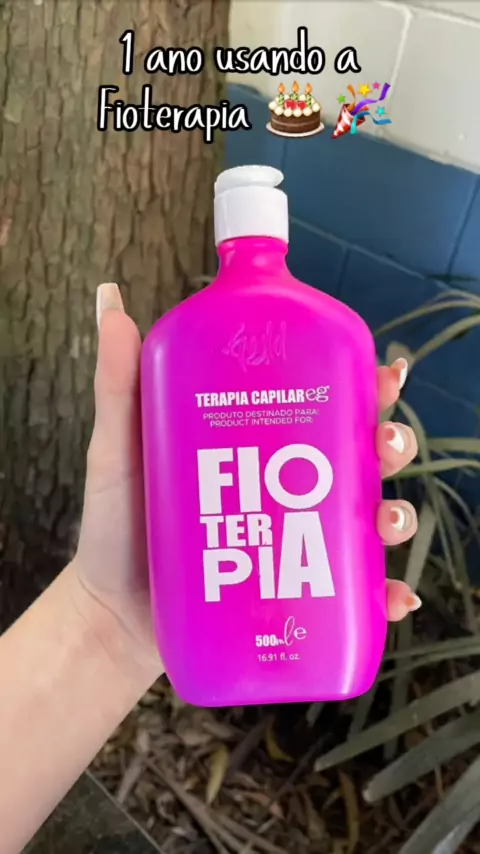 1 ano usando a
Fioterapia 🎂 🎉
TERAPIA CAPILAR eg
PRODUTO DESTINADO PARA:
PRODUCT INTENDED FOR:
FIO
TER
PIA
500ml e
16.91 fl. oz.